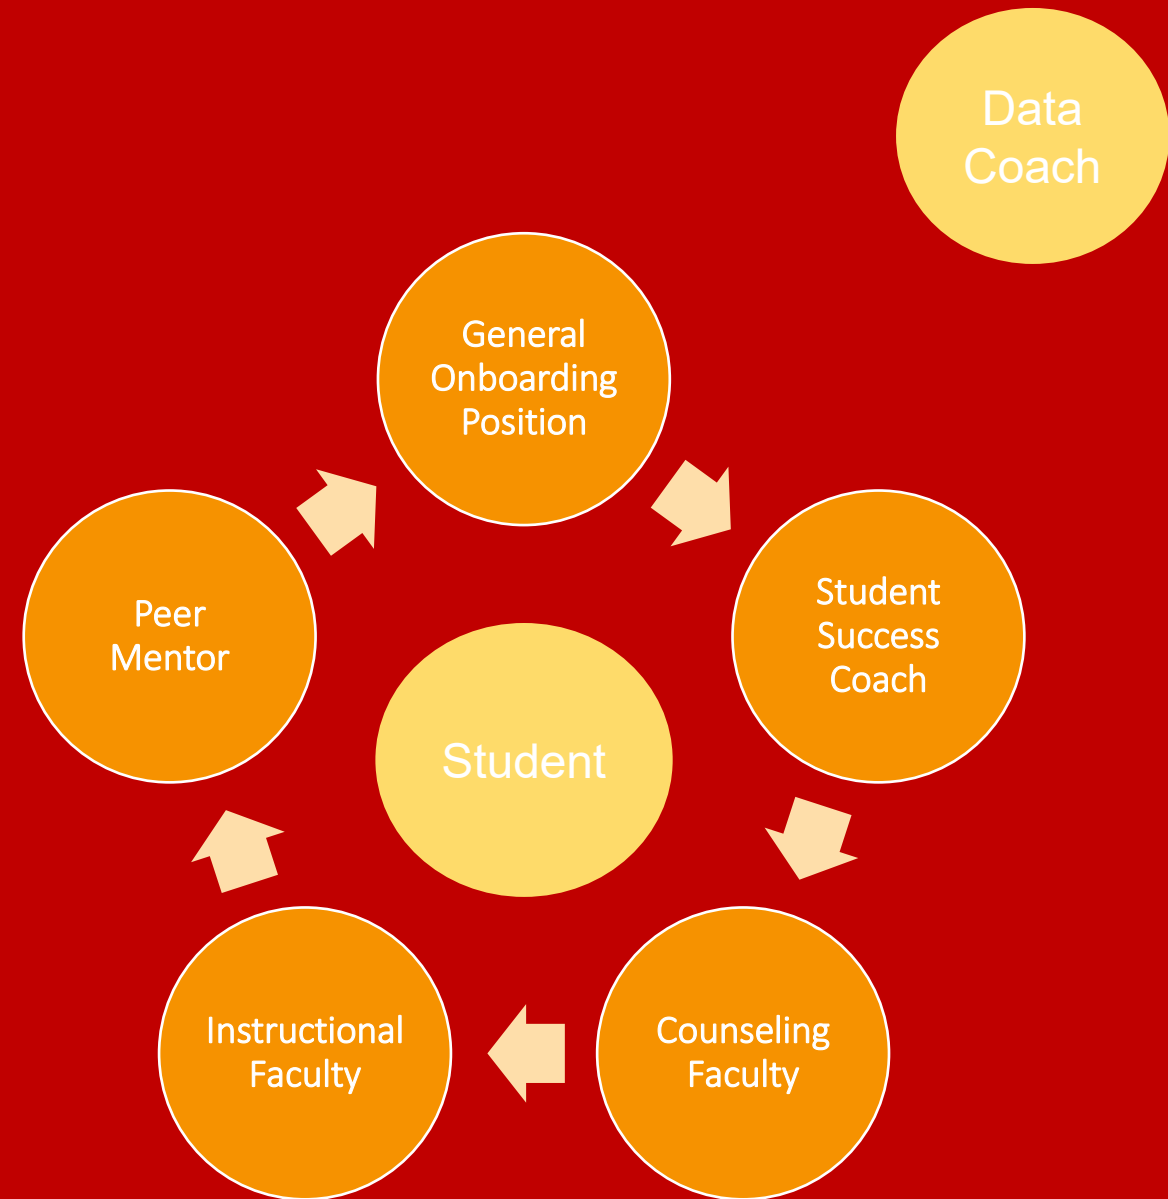 Data
Coach
General
Onboarding
Position
Student
Success
Coach
Peer
Mentor
Student
Instructional
Faculty
Counseling
Faculty